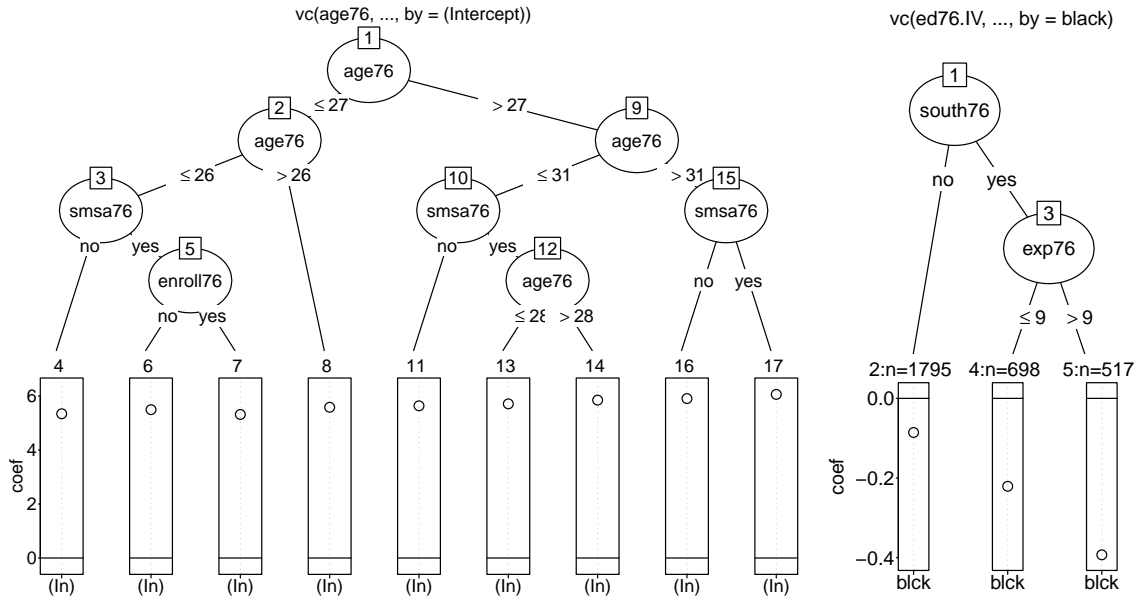 vc(age76, ..., by = (Intercept))
1
age76
≤ 27
> 27
2
age76
9
age76
≤ 26
> 26
≤ 31
> 31
3
smsa76
10
smsa76
15
smsa76
no
yes
no
yes
5
enroll76
12
age76
no
yes
no
yes
≤ 28
> 28
4
6
7
8
11
13
14
16
17
coef
6
4
2
0
(In)
(In)
(In)
(In)
(In)
(In)
(In)
(In)
(In)
vc(ed76.IV, ..., by = black)
1
south76
no
yes
3
exp76
≤ 9
> 9
2:n=1795
4:n=698
5:n=517
coef
0.0
−0.2
−0.4
blck
blck
blck